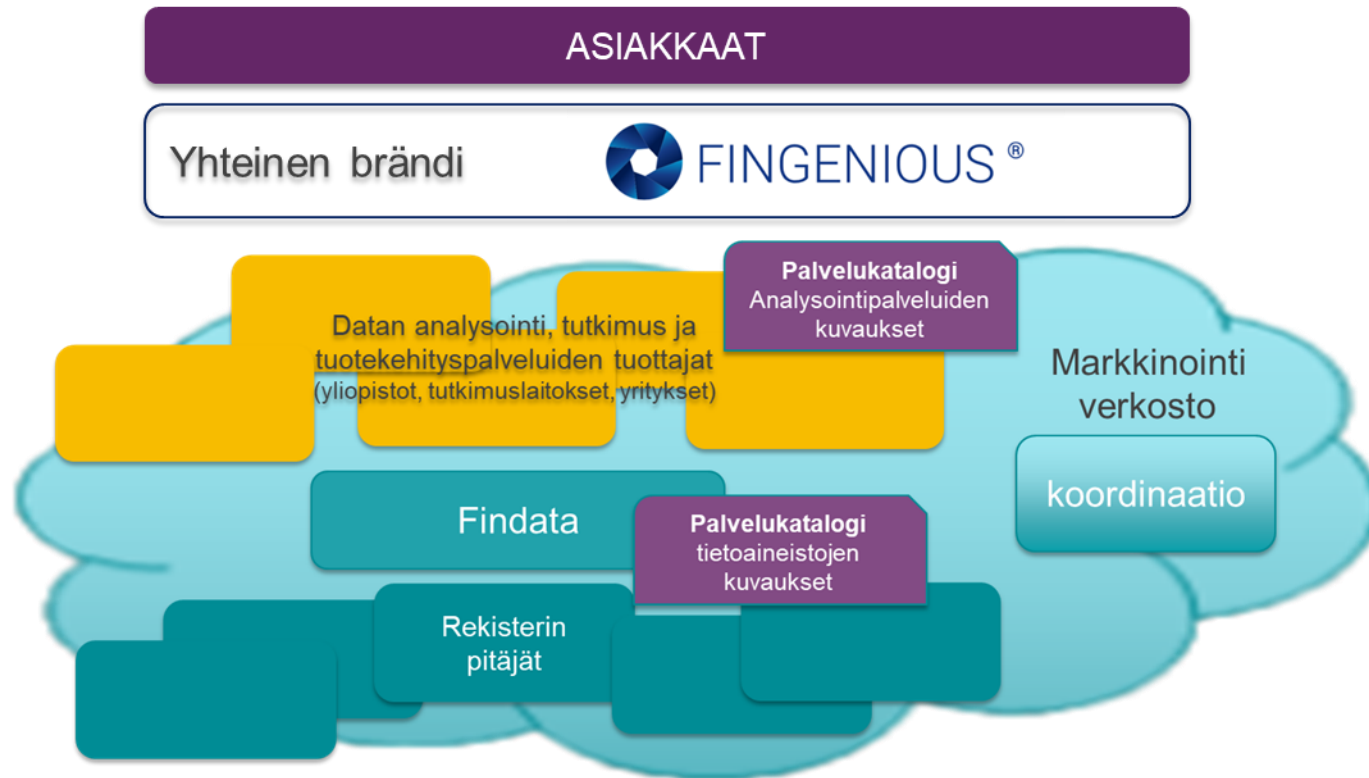 ASIAKKAAT
Yhteinen brändi
FINGENIOUS ®
Palvelukatalogi
Analysointipalveluiden
kuvaukset
Datan analysointi, tutkimus ja
tuotekehityspalveluiden tuottajat
(yliopistot, tutkimuslaitokset, yritykset)
Markkinointi
verkosto
koordinaatio
Findata
Palvelukatalogi
tietoaineistojen
kuvaukset
Rekisterin
pitäjät